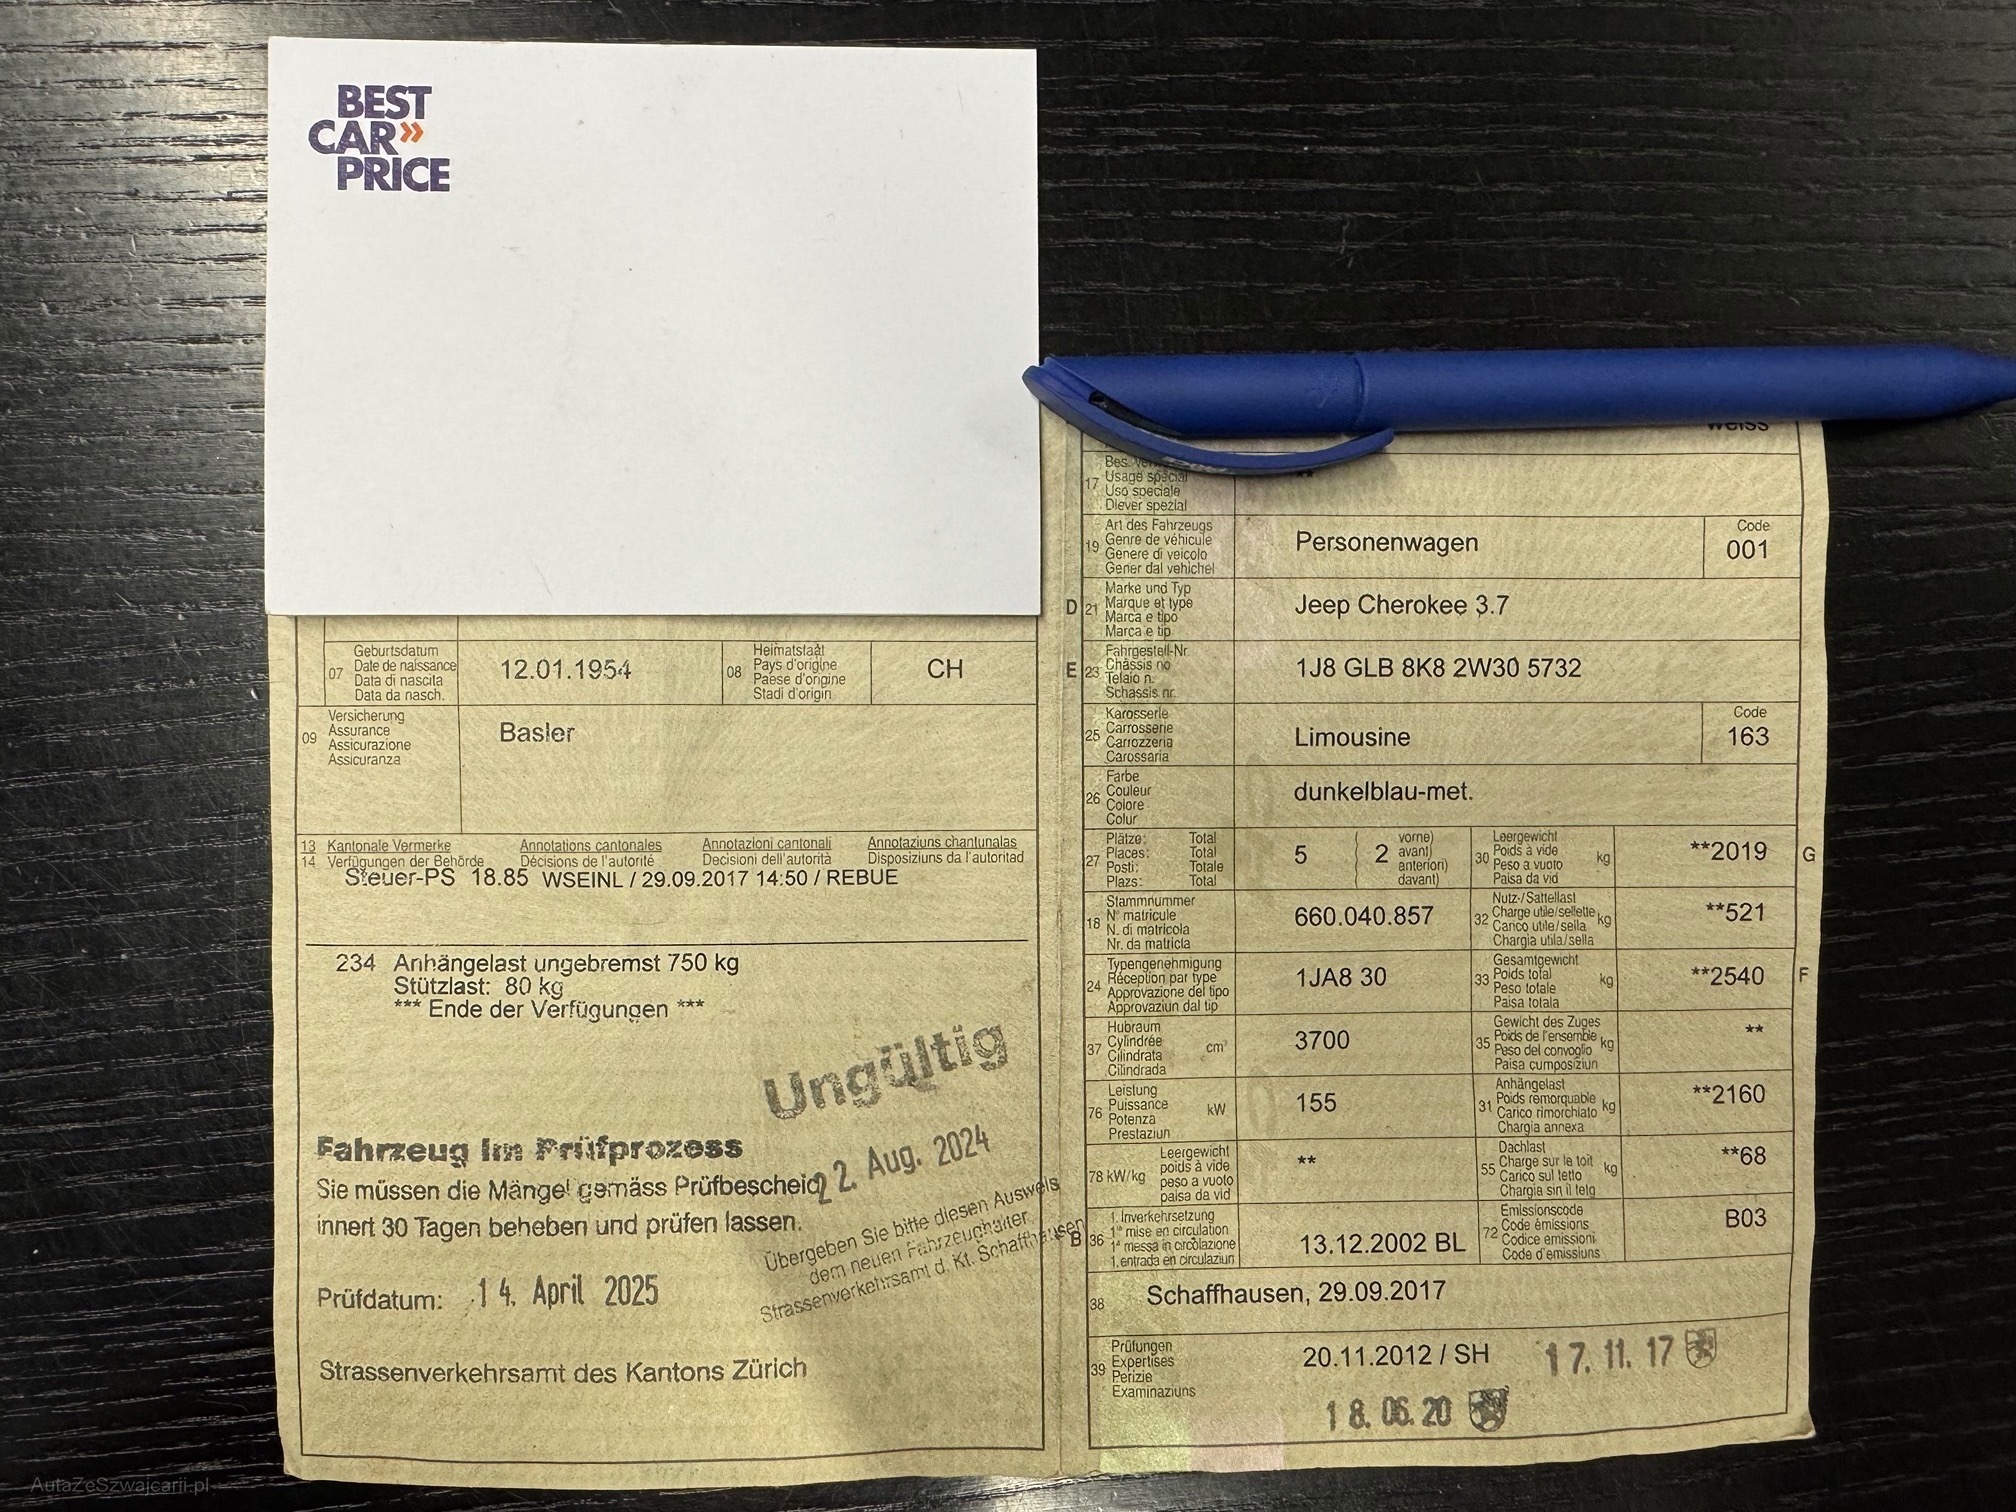 BEST
CAR»
PRICE
07 Geburtsdatum
Date de naissance
Data di nascita
Data da nasch.
12.01.1954
08 Heimatstaat
Pays d'origine
Paese d'origine
Stadi d'origin
CH
09 Versicherung
Assurance
Assicurazione
Assicuranza
Basler
13 Kantonale Vermerke Annotations cantonales Annotazioni cantonali Annotaziuns chantunalas
14 Verfügungen der Behörde Décisions de l'autorité Decisioni dell'autorità Disposiziuns da l'autoritad
Steuer-PS 18.85 WSEINL / 29.09.2017 14:50 / REBUE
234 Anhängelast ungebremst 750 kg
Stützlast: 80 kg
*** Ende der Verfügungen ***
Ungültig
22. Aug. 2024
Übergeben Sie bitte diesen Ausweis
dem neuen Fahrzeughalter.
Strassenverkehrsamt d. Kt. Schaffhausen
Fahrzeug im Prüfprozess
Sie müssen die Mängel gemäss Prüfbescheid
innert 30 Tagen beheben und prüfen lassen.
Prüfdatum: 14. April 2025
Strassenverkehrsamt des Kantons Zürich
weiss
17 Bes.
Usage spécial
Uso speciale
Diever spezial
**
19 Art des Fahrzeugs
Genre de véhicule
Genere di veicolo
Gener dal vehichel
Personenwagen
Code
001
D 21 Marke und Typ
Marque et type
Marca e tipo
Marca e tip
Jeep Cherokee 3.7
E 23 Fahrgestell-Nr
Châssis no
Telaio n.
Schassis nr.
1J8 GLB 8K8 2W30 5732
25 Karosserie
Carrosserie
Carrozzeria
Carossaria
Limousine
Code
163
26 Farbe
Couleur
Colore
Colur
dunkelblau-met.
27 Plätze: Total
Places: Total
Posti: Totale
Plazs: Total
5 ( 2 vorne)
avant)
anteriori)
davant)
30 Leergewicht
Poids à vide
Peso a vuoto
Paisa da vid
kg
**2019 G
18 Stammnummer
N° matricule
N. di matricola
Nr. da matricla
660.040.857
32 Nutz-/Sattellast
Charge utile/sellette
Carico utile/sella
Chargia utila/sella
kg
**521
24 Typengenehmigung
Réception par type
Approvazione del tipo
Approvaziun dal tip
1JA8 30
33 Gesamtgewicht
Poids total
Peso totale
Paisa totala
kg
**2540 F
37 Hubraum
Cylindrée
Cilindrata
Cilindrada
cm³
3700
35 Gewicht des Zuges
Poids de l'ensemble
Peso del convoglio
Paisa cumposiziun
kg
**
76 Leistung
Puissance
Potenza
Prestaziun
kW
155
31 Anhängelast
Poids remorquable
Carico rimorchiato
Chargia annexa
kg
**2160
78 kW/kg Leergewicht
poids à vide
peso a vuoto
paisa da vid
**
55 Dachlast
Charge sur le toit
Carico sul tetto
Chargia sin il tetg
kg
**68
B 36 1. Inverkehrsetzung
1re mise en circulation
1a messa in circolazione
1. entrada en circulaziun
13.12.2002 BL
72 Emissionscode
Code émissions
Codice emissioni
Code d'emissiuns
B03
38 Schaffhausen, 29.09.2017
39 Prüfungen
Expertises
Perizie
Examinaziuns
20.11.2012 / SH 17. 11. 17
18. 06. 20
AutaZeSzwajcarii.pl